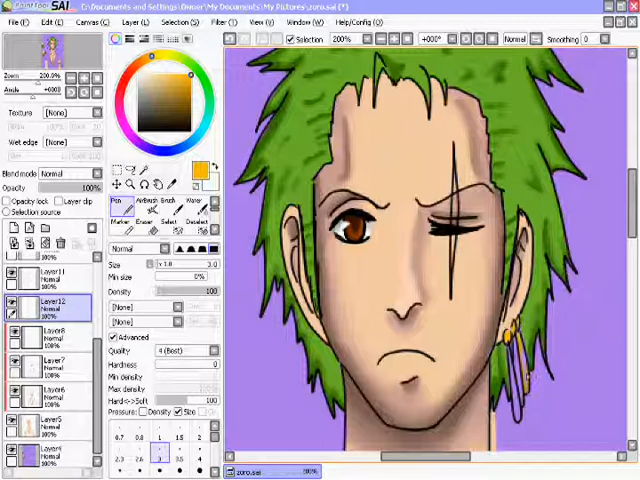 PaintTool SAI C:\Documents and Settings\Owner\My Documents\My Pictures\zoro.sai (*)
File(F) Edit(E) Canvas(C) Layer(L) Selection(S) Filter(T) View(V) Window(W) Help/Config(O)
Selection 200% +000° Normal Smoothing 0
Zoom 200.0%
Angle +0000
Texture [None]
Wet edge [None]
Blend mode Normal
Opacity 100%
Opacity lock Layer clip
Selection source
100%
Layer11
Normal
100%
Layer12
Normal
100%
Layer8
Normal
100%
Layer7
Normal
100%
Layer6
Normal
100%
Layer5
Normal
100%
Layer4
Normal
100%
Pen AirBrush Brush Water
Marker Eraser Select Deselect
Normal
Size x 1.0 3.0
Min size 0%
Density 100
[None]
[None]
Advanced
Quality 4 (Best)
Hardness 0
Min density
Max density
Hard<->Soft 100
Pressure: Density Size
0.7 0.8 1 1.5 2
2.3 2.6 3 3.5 4
zoro.sai 80%